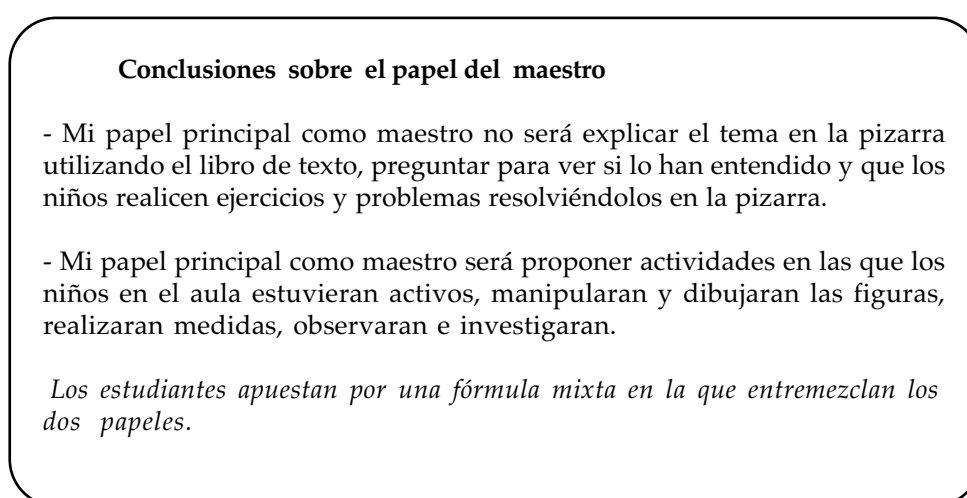 Conclusiones sobre el papel del maestro
- Mi papel principal como maestro no será explicar el tema en la pizarra
utilizando el libro de texto, preguntar para ver si lo han entendido y que los
niños realicen ejercicios y problemas resolviéndolos en la pizarra.
- Mi papel principal como maestro será proponer actividades en las que los
niños en el aula estuvieran activos, manipularan y dibujaran las figuras,
realizaran medidas, observaran e investigaran.
Los estudiantes apuestan por una fórmula mixta en la que entremezclan los
dos papeles.